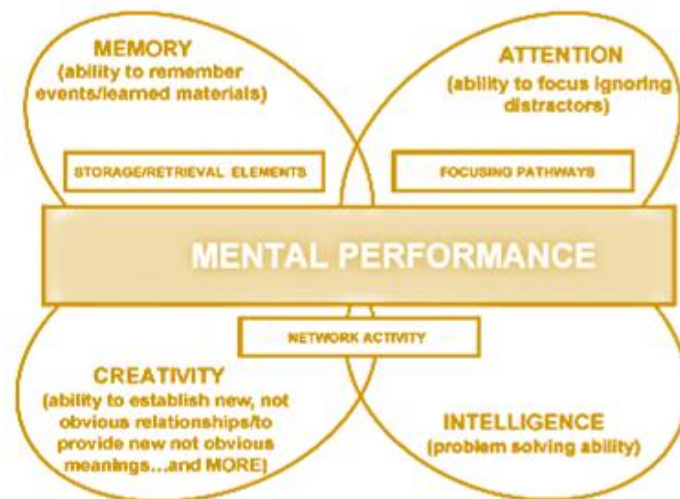 MEMORY
(ability to remember
events/learned materials)
ATTENTION
(ability to focus ignoring
distractors)
STORAGE/RETRIEVAL ELEMENTS
FOCUSING PATHWAYS
MENTAL PERFORMANCE
NETWORK ACTIVITY
CREATIVITY
(ability to establish new, not
obvious relationships/to
provide new not obvious
meanings...and MORE)
INTELLIGENCE
(problem solving ability)